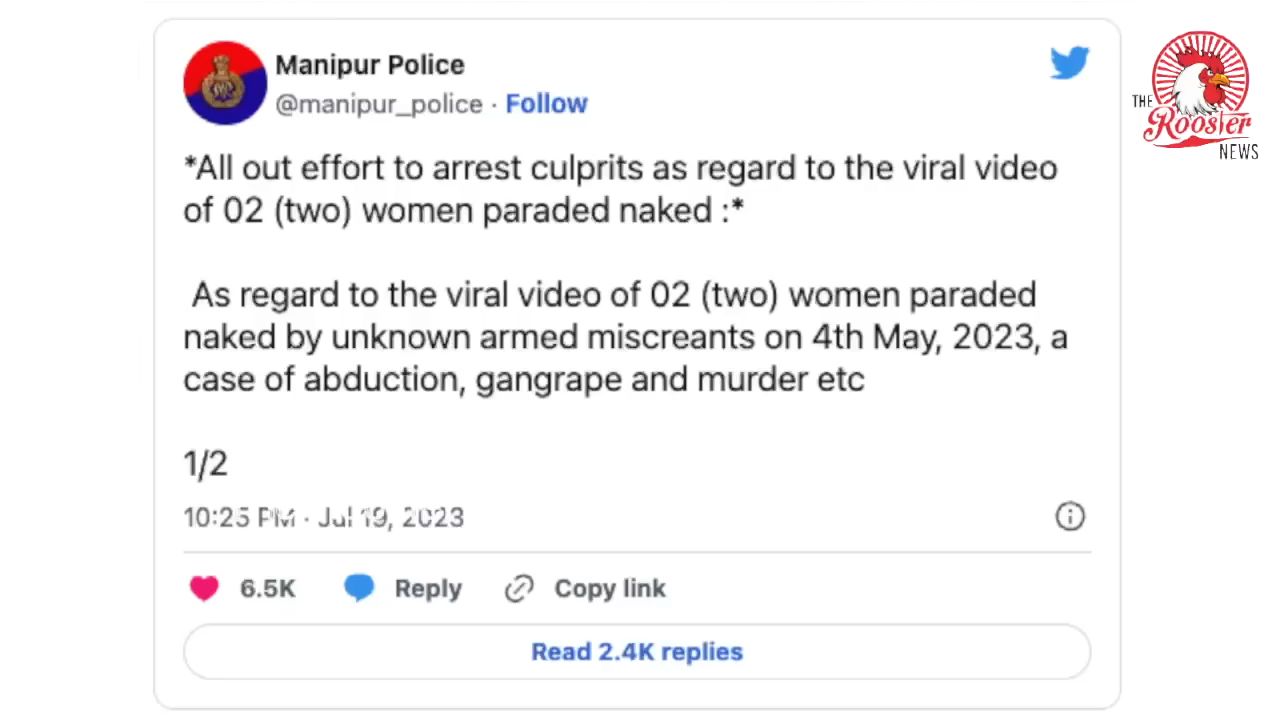 Manipur Police
@manipur_police · Follow
*All out effort to arrest culprits as regard to the viral video
of 02 (two) women paraded naked :*
As regard to the viral video of 02 (two) women paraded
naked by unknown armed miscreants on 4th May, 2023, a
case of abduction, gangrape and murder etc
1/2
10:25 PM · Jul 19, 2023
6.5K Reply Copy link
Read 2.4K replies
THE
Rooster
NEWS